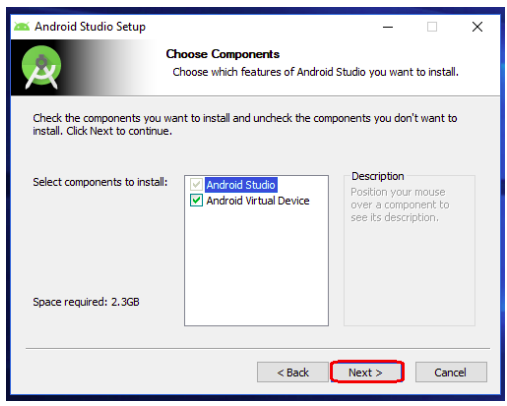 Android Studio Setup
Choose Components
Choose which features of Android Studio you want to install.
Check the components you want to install and uncheck the components you don't want to
install. Click Next to continue.
Select components to install:
Android Studio
Android Virtual Device
Description
Position your mouse
over a component to
see its description.
Space required: 2.3GB
< Back
Next >
Cancel